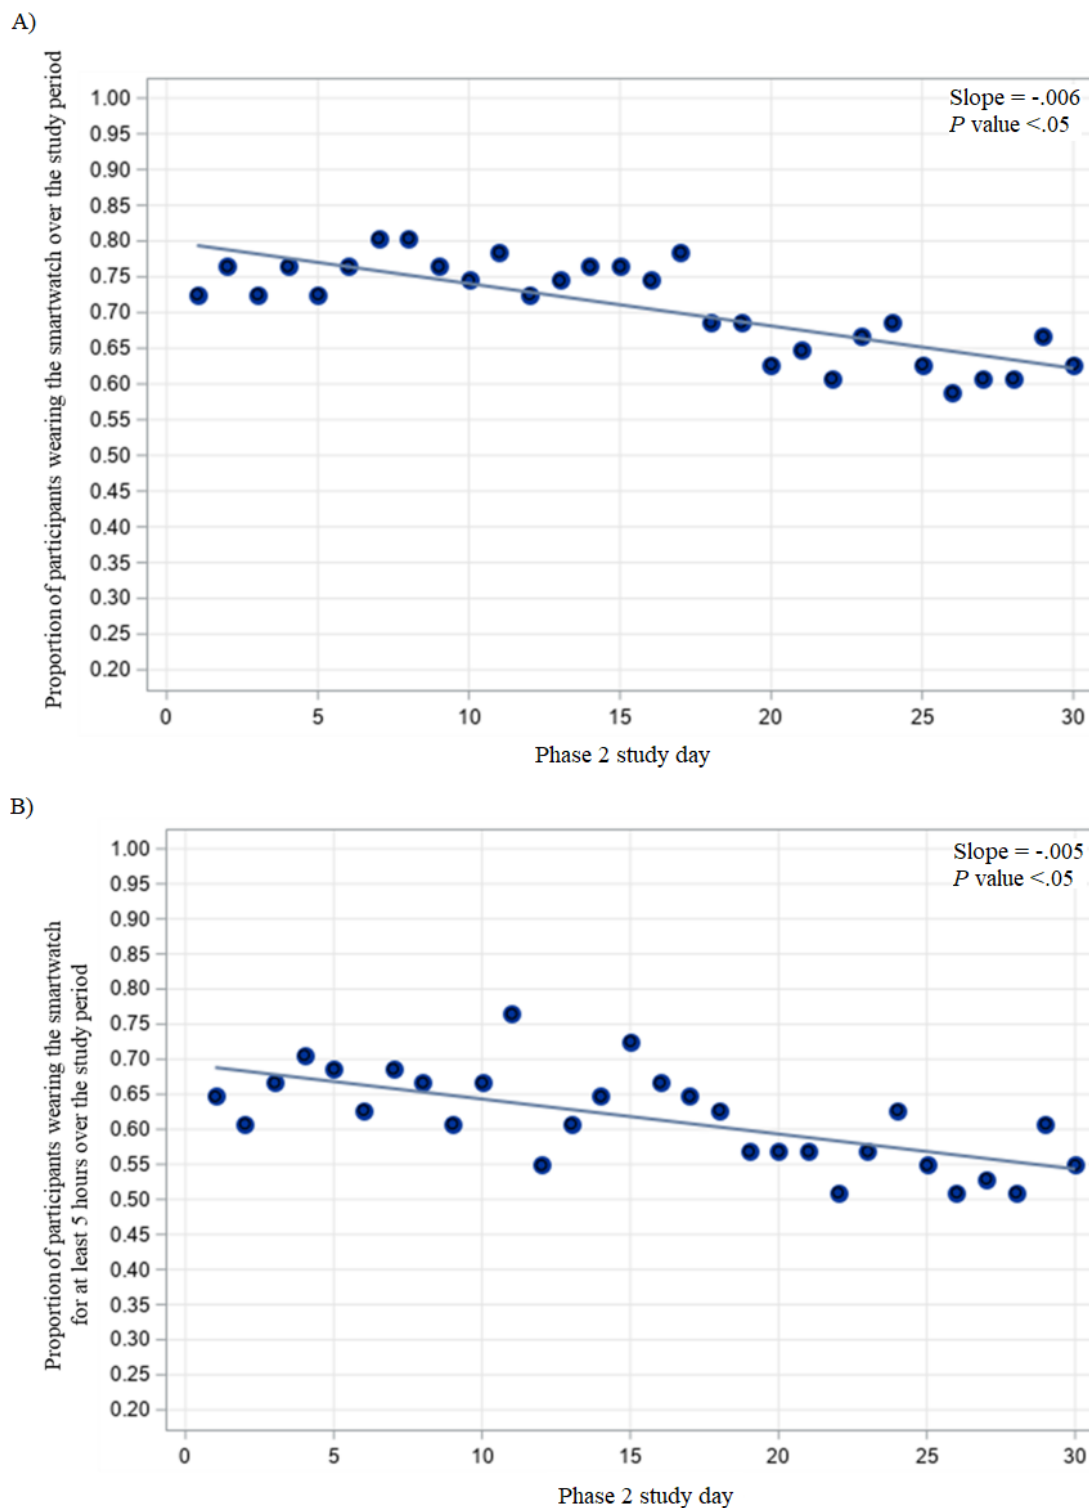 A)
Proportion of participants wearing the smartwatch over the study period
Slope = -.006
P value <.05
1.00
0.95
0.90
0.85
0.80
0.75
0.70
0.65
0.60
0.55
0.50
0.45
0.40
0.35
0.30
0.25
0.20
0 5 10 15 20 25 30
Phase 2 study day
B)
Proportion of participants wearing the smartwatch
for at least 5 hours over the study period
Slope = -.005
P value <.05
1.00
0.95
0.90
0.85
0.80
0.75
0.70
0.65
0.60
0.55
0.50
0.45
0.40
0.35
0.30
0.25
0.20
0 5 10 15 20 25 30
Phase 2 study day